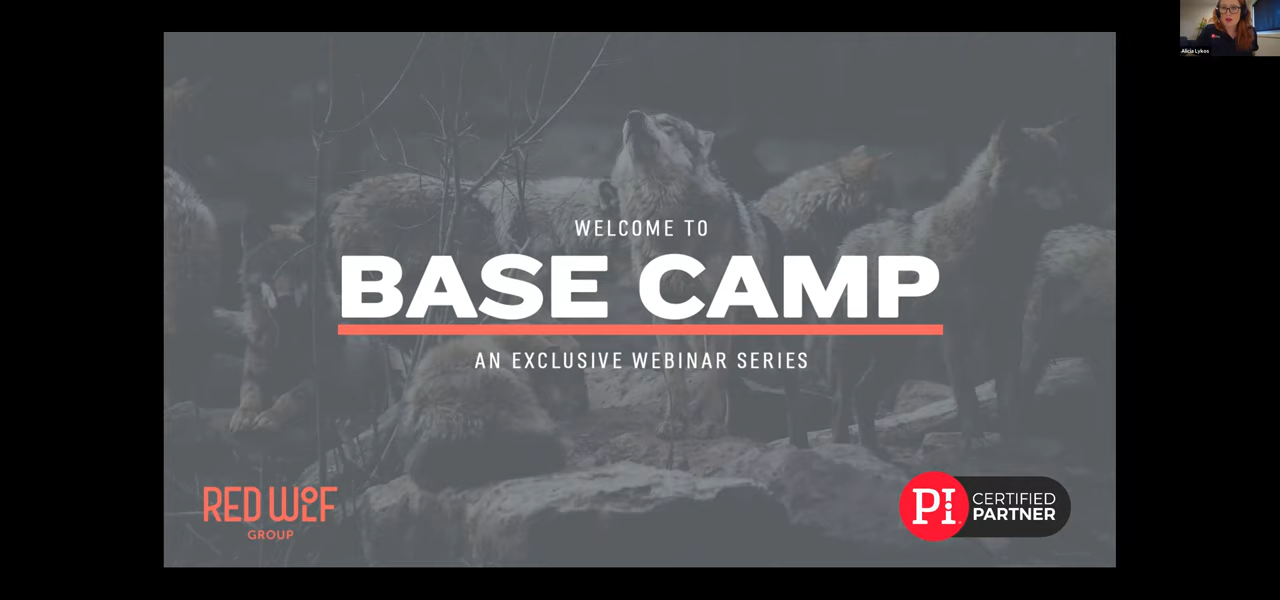 Alicia Lykos
WELCOME TO
BASE CAMP
AN EXCLUSIVE WEBINAR SERIES
RED WOLF
GROUP
PI
CERTIFIED
PARTNER